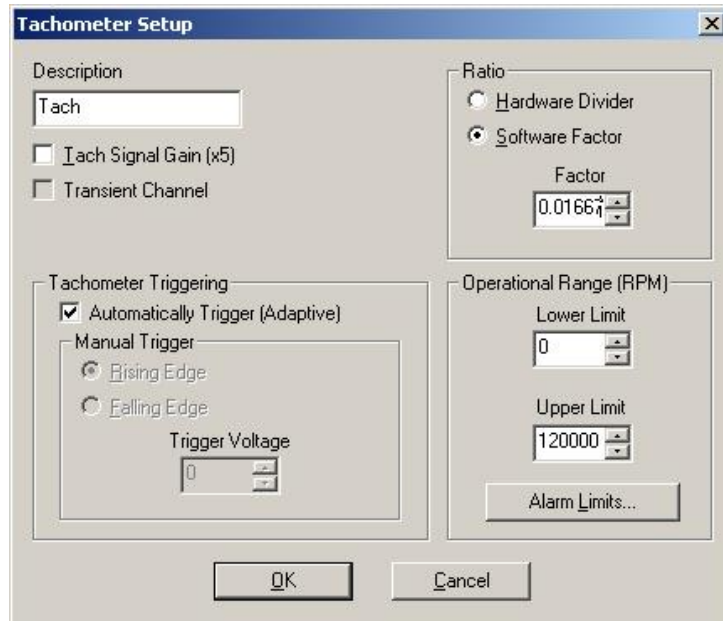 Tachometer Setup
Description
Tach
Tach Signal Gain (x5)
Transient Channel
Ratio
Hardware Divider
Software Factor
Factor
Tachometer Triggering
Automatically Trigger (Adaptive)
Manual Trigger
Rising Edge
Falling Edge
Trigger Voltage
0
Operational Range (RPM)
Lower Limit
0
Upper Limit
120000
Alarm Limits...
OK
Cancel